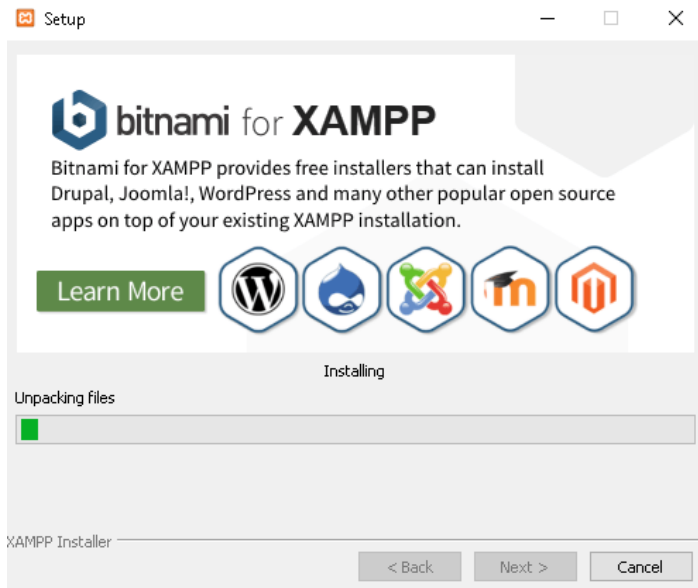 Setup
bitnami for XAMPP
Bitnami for XAMPP provides free installers that can install
Drupal, Joomla!, WordPress and many other popular open source
apps on top of your existing XAMPP installation.
Learn More
Installing
Unpacking files
XAMPP Installer
< Back Next > Cancel